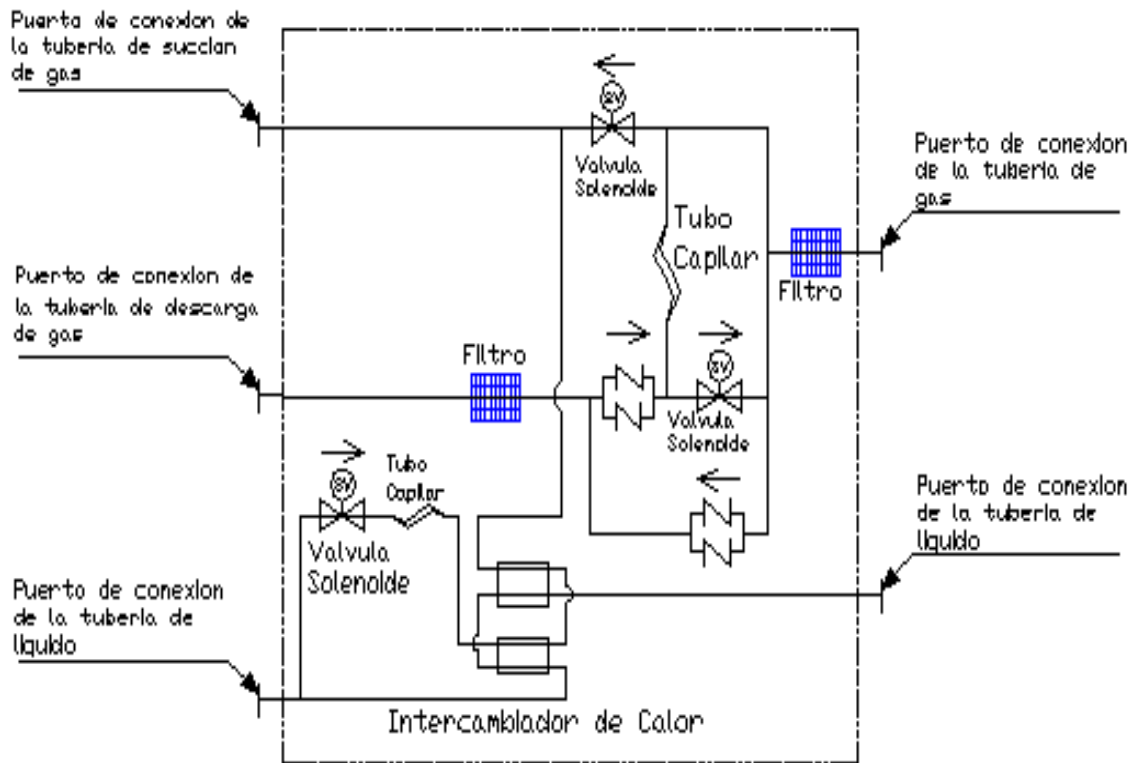 Puerto de conexion de
la tuberia de succion
de gas
SV
Valvula
Solenoide
Puerto de conexion
de la tuberia de
gas
Tubo
Capilar
Filtro
Puerto de conexion de
la tuberia de descarga
de gas
Filtro
SV
Valvula
Solenoide
Tubo
Capilar
SV
Valvula
Solenoide
Puerto de conexion
de la tuberia de
liquido
Puerto de conexion
de la tuberia de
liquido
Intercambiador de Calor